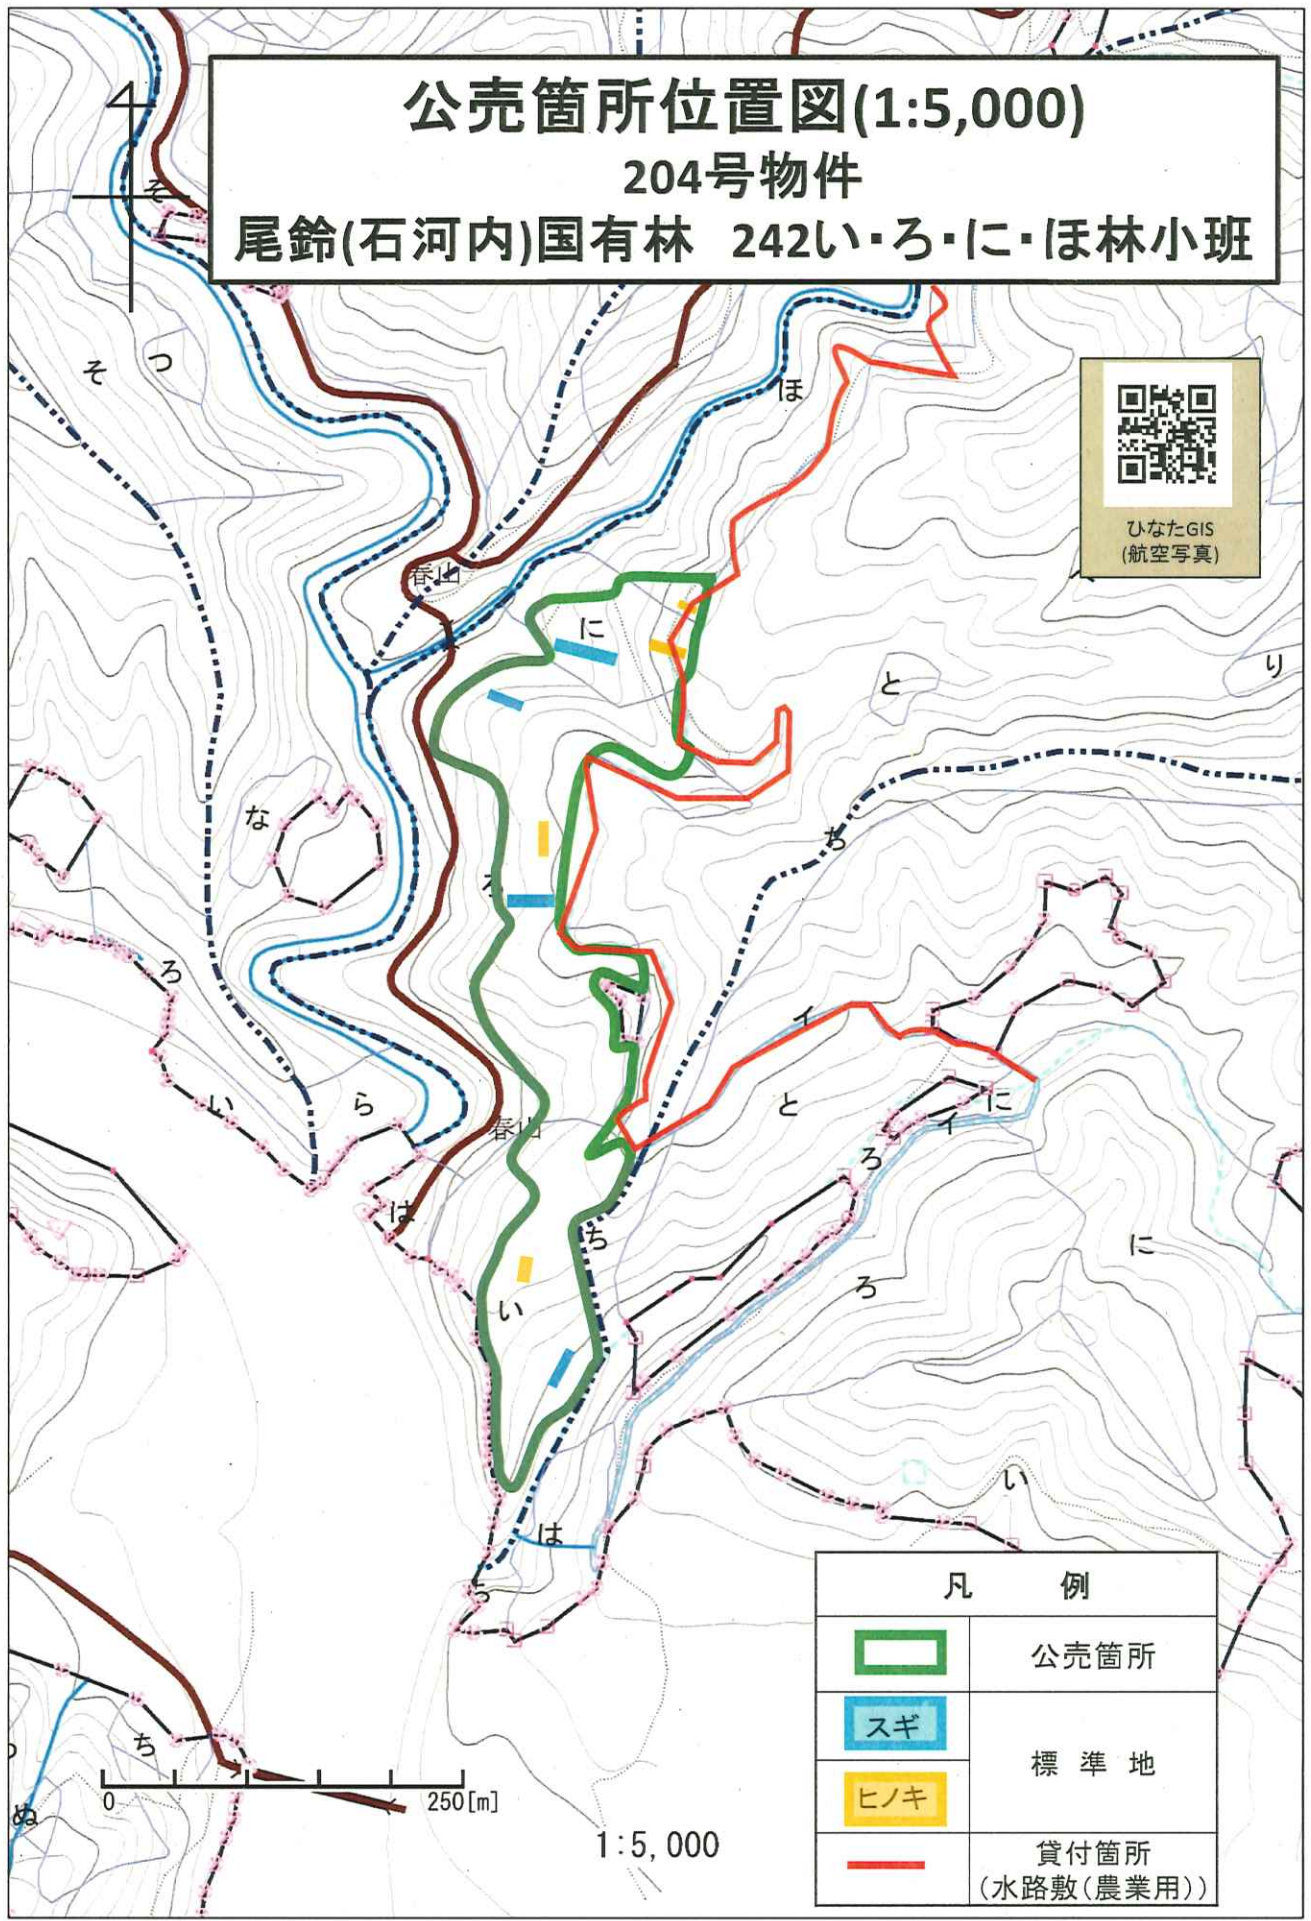 公売箇所位置図(1:5,000)
204号物件
尾鈴(石河内)国有林 242い・ろ・に・ほ林小班
そ
そ
つ
ほ
ひなたGIS
(航空写真)
春山
に
と
り
な
ち
ろ
ろ
イ
い
ら
と
に
イ
春山
ろ
は
ち
に
ろ
い
い
は
ち
ち
ぬ
0
250[m]
1:5,000
凡 例
公売箇所
スギ
標 準 地
ヒノキ
貸付箇所
(水路敷(農業用))